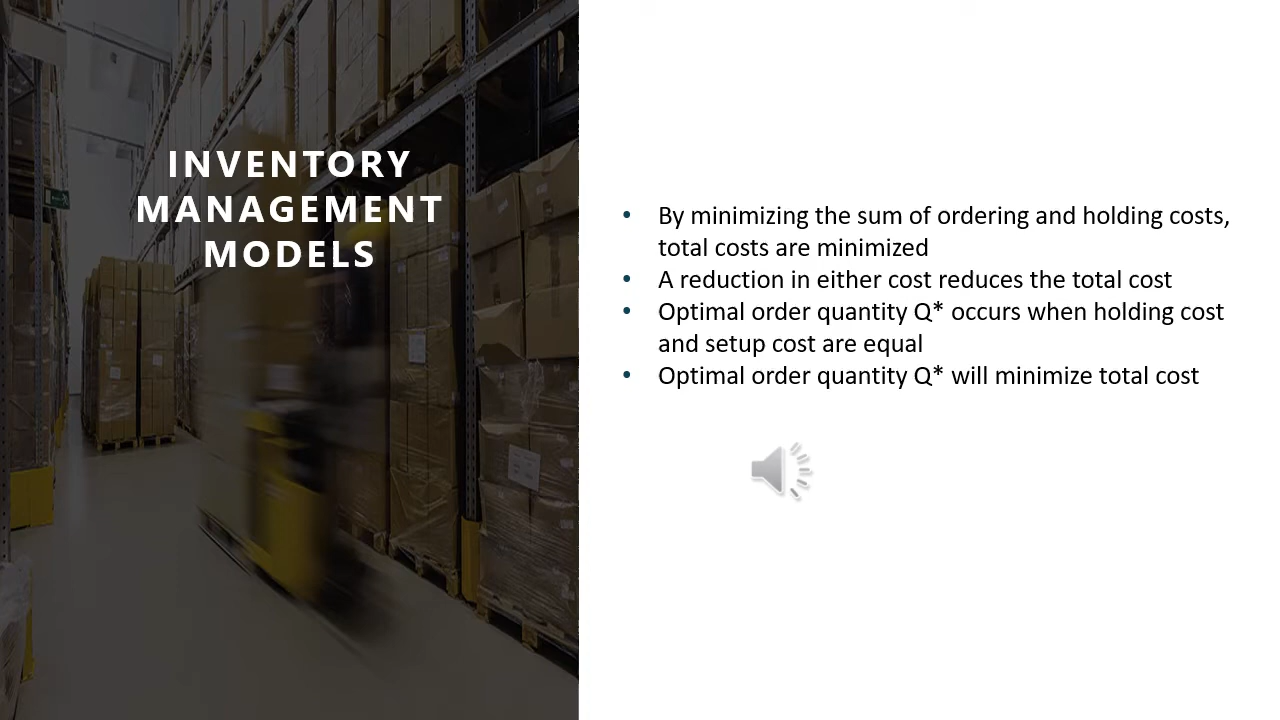 INVENTORY
MANAGEMENT
MODELS
• By minimizing the sum of ordering and holding costs,
total costs are minimized
• A reduction in either cost reduces the total cost
• Optimal order quantity Q* occurs when holding cost
and setup cost are equal
• Optimal order quantity Q* will minimize total cost